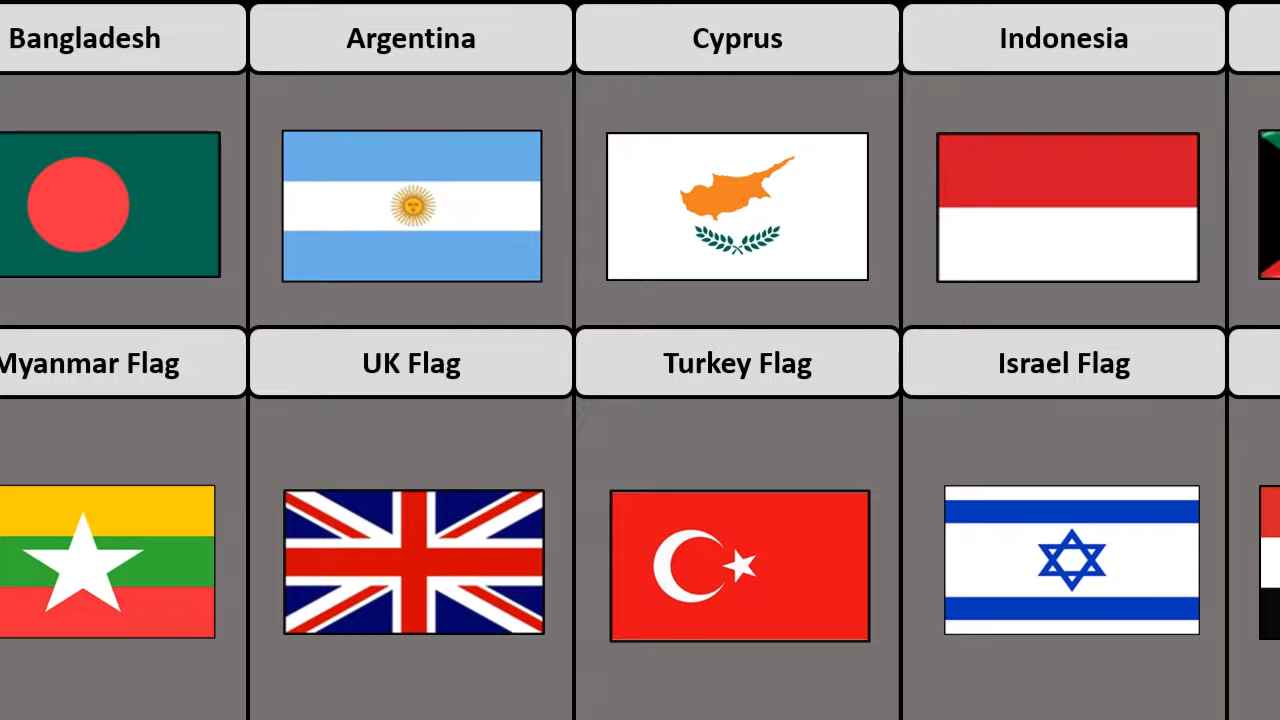 Bangladesh
Argentina
Cyprus
Indonesia
Myanmar Flag
UK Flag
Turkey Flag
Israel Flag